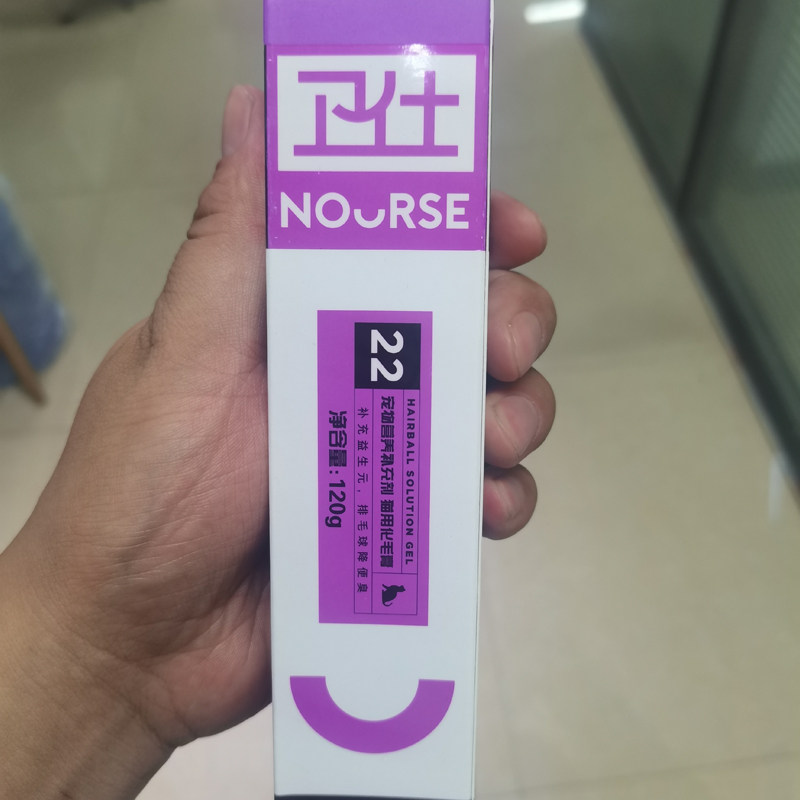 卫仕
NOURSE
22
HAIRBALL SOLUTION GEL
宠物营养补充剂 猫用化毛膏
补充益生元，排毛球降便臭
净含量：120g